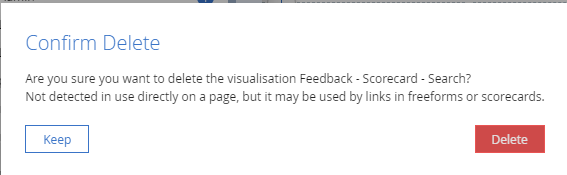 Confirm Delete
Are you sure you want to delete the visualisation Feedback - Scorecard - Search?
Not detected in use directly on a page, but it may be used by links in freeforms or scorecards.
Keep
Delete